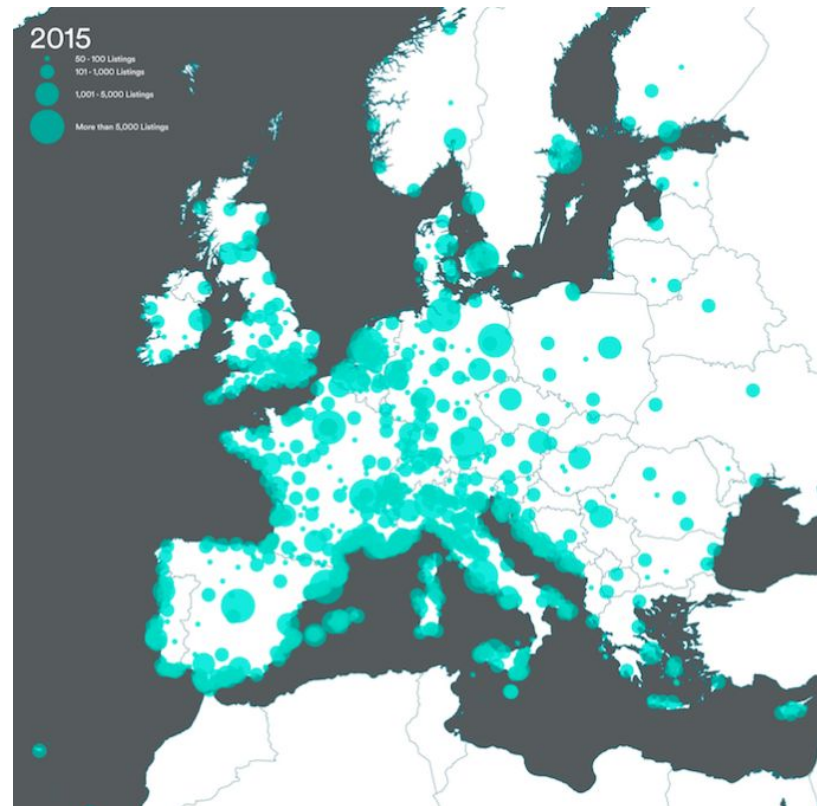 2015
50 - 100 Listings
101 - 1,000 Listings
1,001 - 5,000 Listings
More than 5,000 Listings